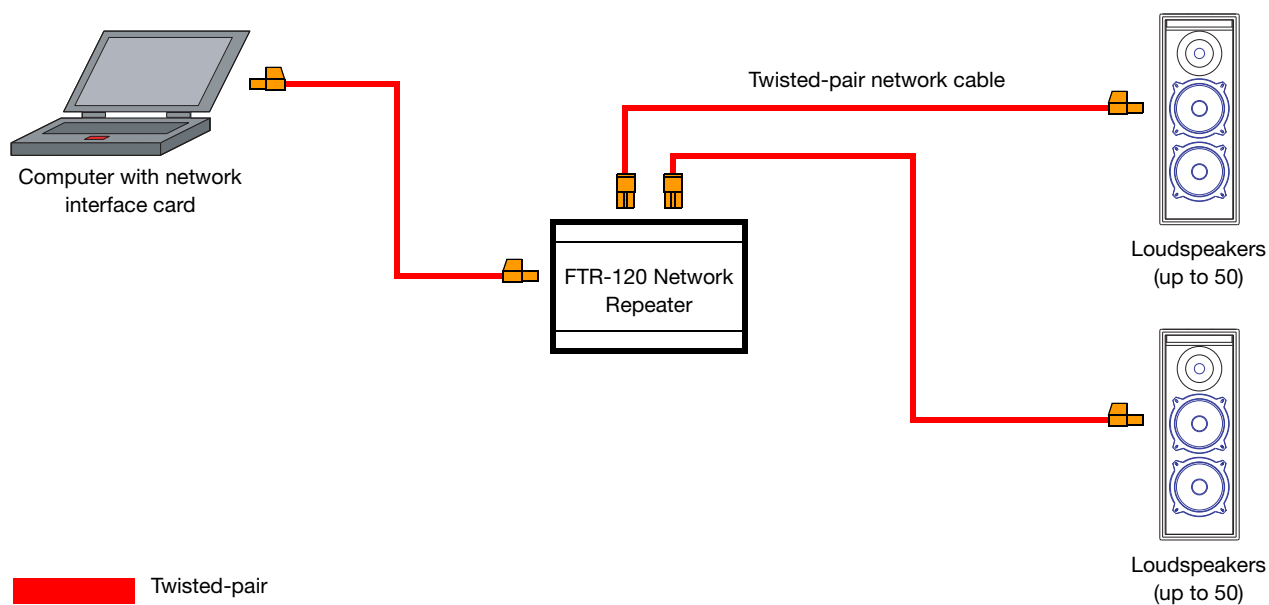 Twisted-pair network cable
Computer with network
interface card
Loudspeakers
(up to 50)
FTR-120 Network
Repeater
Loudspeakers
(up to 50)
Twisted-pair